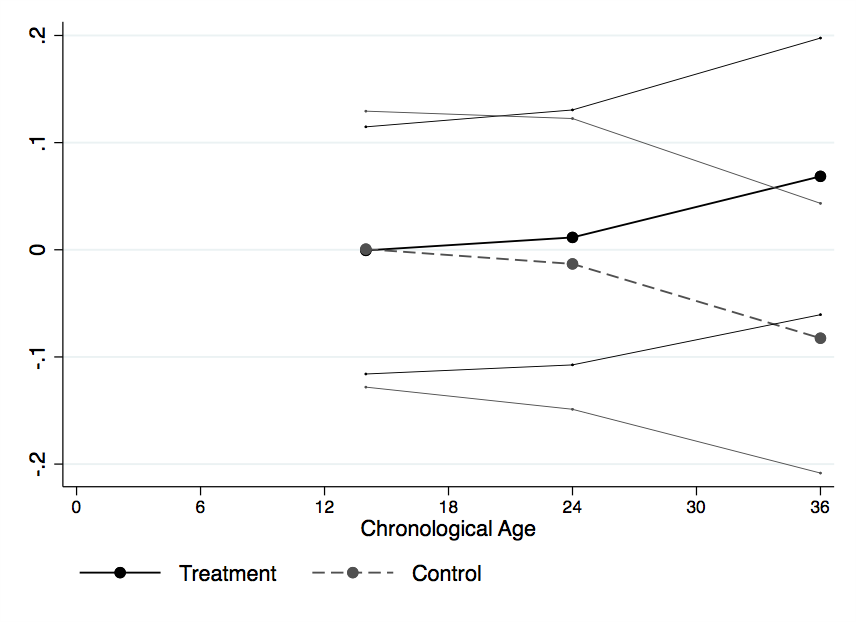 .2
.1
0
-.1
-.2
0 6 12 18 24 30 36
Chronological Age
Treatment Control